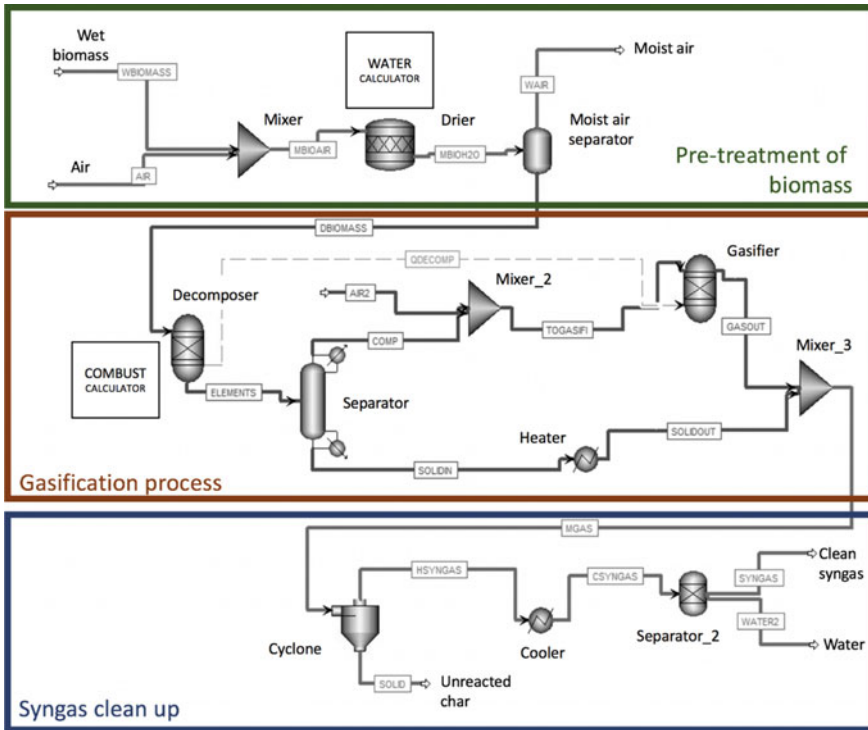 Wet
biomass
WBIOMASS
Air
AIR
Mixer
MBIOAIR
WATER
CALCULATOR
Drier
MBIOH2O
WAIR
Moist air
Moist air
separator
Pre-treatment of
biomass
DBIOMASS
QDECOMP
Decomposer
COMBUST
CALCULATOR
ELEMENTS
AIR2
COMP
Separator
Mixer_2
TOGASIFI
Gasifier
GASOUT
Mixer_3
Heater
SOLIDIN
SOLIDOUT
Gasification process
MGAS
HSYNGAS
Cyclone
SOLID
Unreacted
char
Cooler
CSYNGAS
Separator_2
SYNGAS
Clean
syngas
WATER2
Water
Syngas clean up